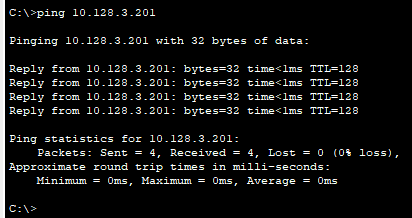 C:\>ping 10.128.3.201
Pinging 10.128.3.201 with 32 bytes of data:
Reply from 10.128.3.201: bytes=32 time<1ms TTL=128
Reply from 10.128.3.201: bytes=32 time<1ms TTL=128
Reply from 10.128.3.201: bytes=32 time<1ms TTL=128
Reply from 10.128.3.201: bytes=32 time<1ms TTL=128
Ping statistics for 10.128.3.201:
    Packets: Sent = 4, Received = 4, Lost = 0 (0% loss),
Approximate round trip times in milli-seconds:
    Minimum = 0ms, Maximum = 0ms, Average = 0ms
C:\>